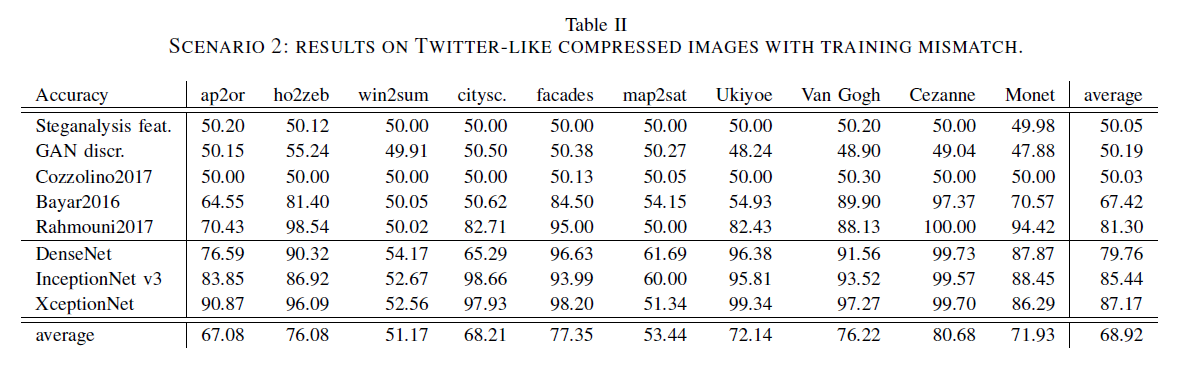 Table II
SCENARIO 2: RESULTS ON TWITTER-LIKE COMPRESSED IMAGES WITH TRAINING MISMATCH.
Accuracy ap2or ho2zeb win2sum citysc. facades map2sat Ukiyoe Van Gogh Cezanne Monet average
Steganalysis feat. 50.20 50.12 50.00 50.00 50.00 50.00 50.00 50.20 50.00 49.98 50.05
GAN discr. 50.15 55.24 49.91 50.50 50.38 50.27 48.24 48.90 49.04 47.88 50.19
Cozzolino2017 50.00 50.00 50.00 50.00 50.13 50.05 50.00 50.30 50.00 50.00 50.03
Bayar2016 64.55 81.40 50.05 50.62 84.50 54.15 54.93 89.90 97.37 70.57 67.42
Rahmouni2017 70.43 98.54 50.02 82.71 95.00 50.00 82.43 88.13 100.00 94.42 81.30
DenseNet 76.59 90.32 54.17 65.29 96.63 61.69 96.38 91.56 99.73 87.87 79.76
InceptionNet v3 83.85 86.92 52.67 98.66 93.99 60.00 95.81 93.52 99.57 88.45 85.44
XceptionNet 90.87 96.09 52.56 97.93 98.20 51.34 99.34 97.27 99.70 86.29 87.17
average 67.08 76.08 51.17 68.21 77.35 53.44 72.14 76.22 80.68 71.93 68.92